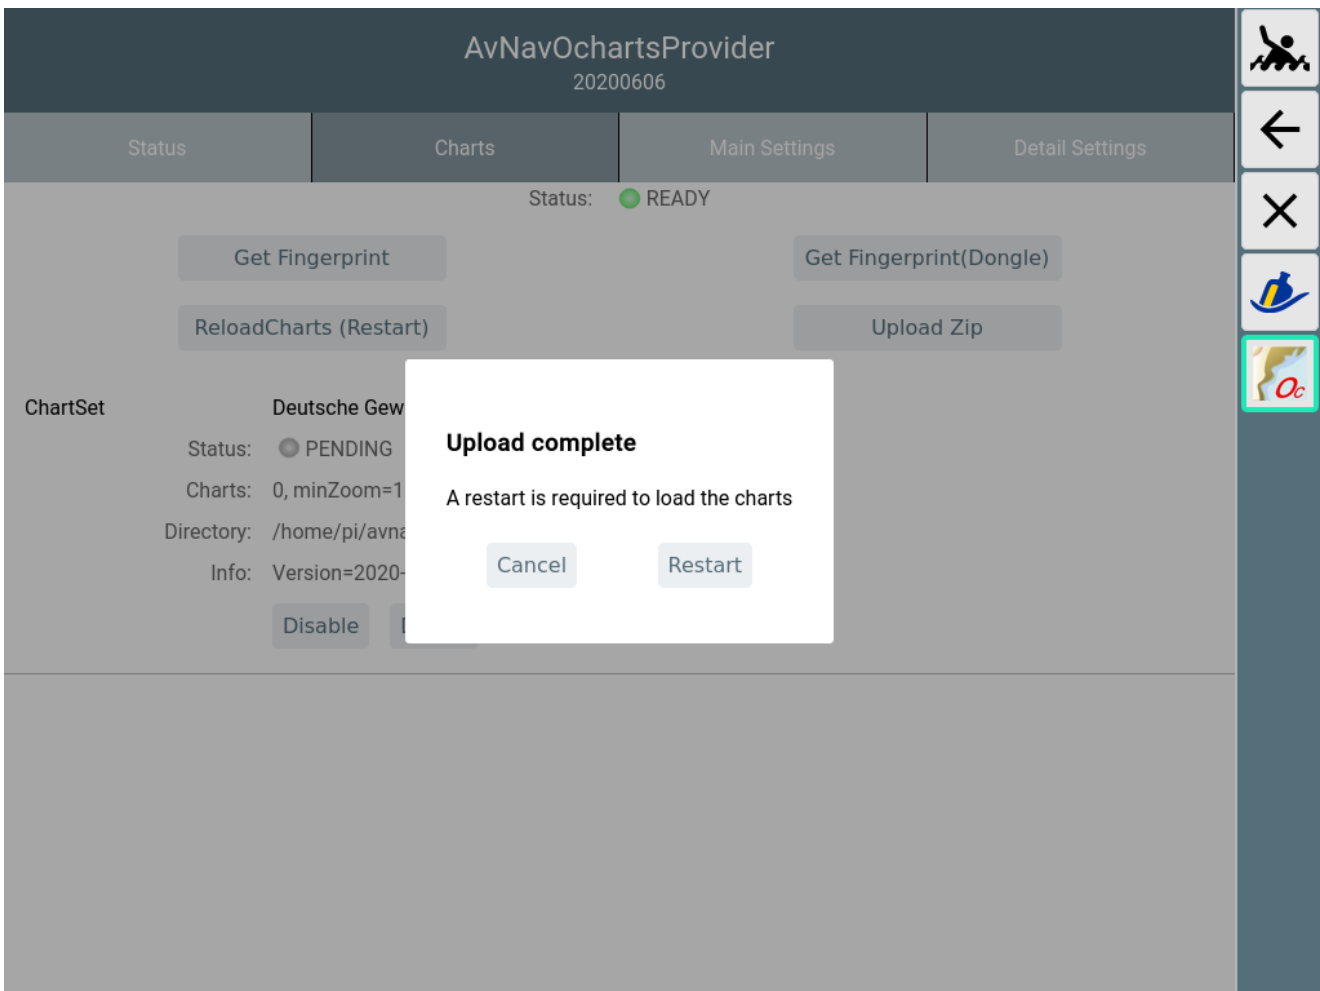 AvNavOchartsProvider
20200606
Status Charts Main Settings Detail Settings
Status: READY
Get Fingerprint Get Fingerprint(Dongle)
ReloadCharts (Restart) Upload Zip
ChartSet Deutsche Gew
Status: PENDING
Charts: 0, minZoom=1
Directory: /home/pi/avna
Info: Version=2020-
Disable
Upload complete
A restart is required to load the charts
Cancel Restart
Oc